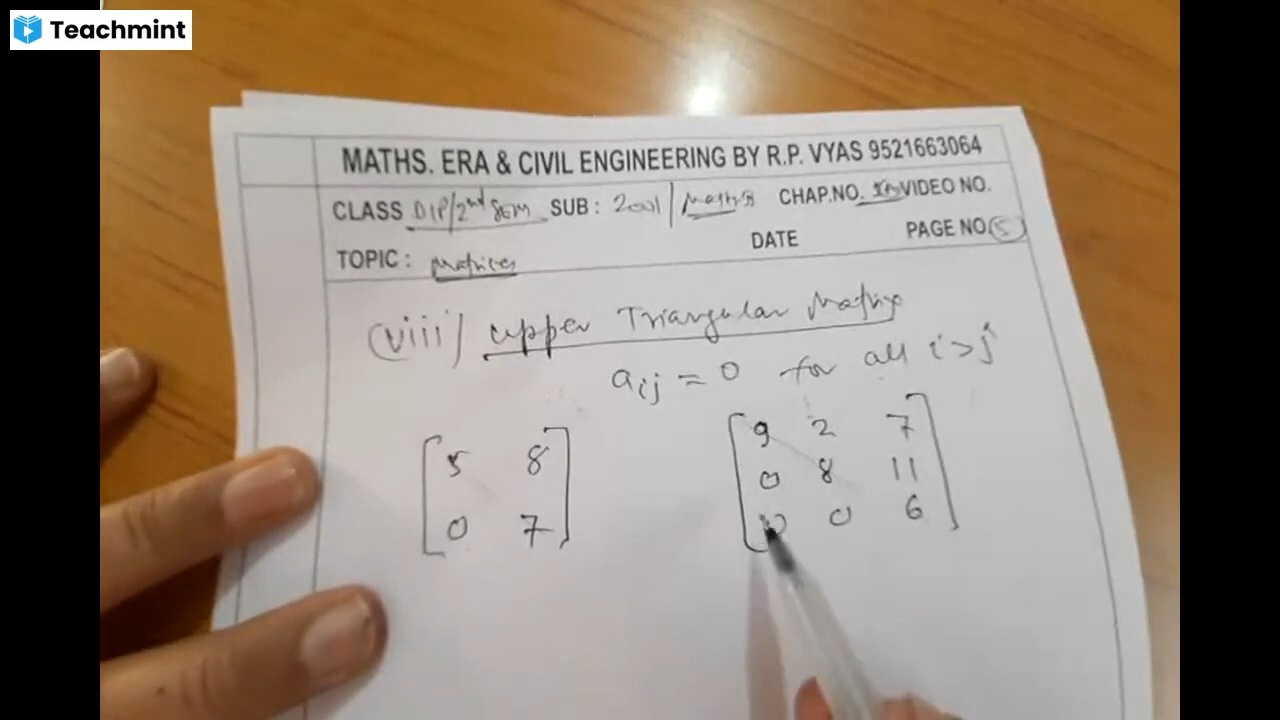 Teachmint
MATHS. ERA & CIVIL ENGINEERING BY R.P. VYAS 9521663064
CLASS DIP/2nd SEM SUB : 2001/Maths CHAP.NO. VIDEO NO.
TOPIC : Matrices DATE PAGE NO. 5
(viii) Upper Triangular Matrix
aij = 0 for all i>j
5 8
0 7
9 2 7
0 8 11
0 0 6